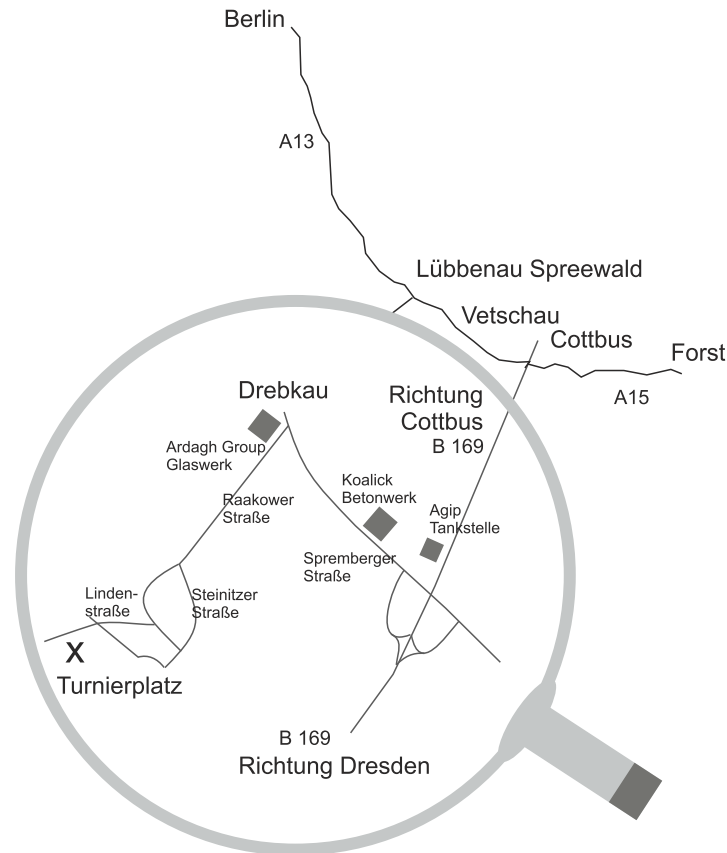 Berlin
A13
Lübbenau Spreewald
Vetschau
Cottbus
Forst
A15
Drebkau
Richtung
Cottbus
B 169
Ardagh Group
Glaswerk
Koalick
Betonwerk
Raakower
Straße
Agip
Tankstelle
Spremberger
Straße
Linden-
straße
Steinitzer
Straße
X
Turnierplatz
B 169
Richtung Dresden